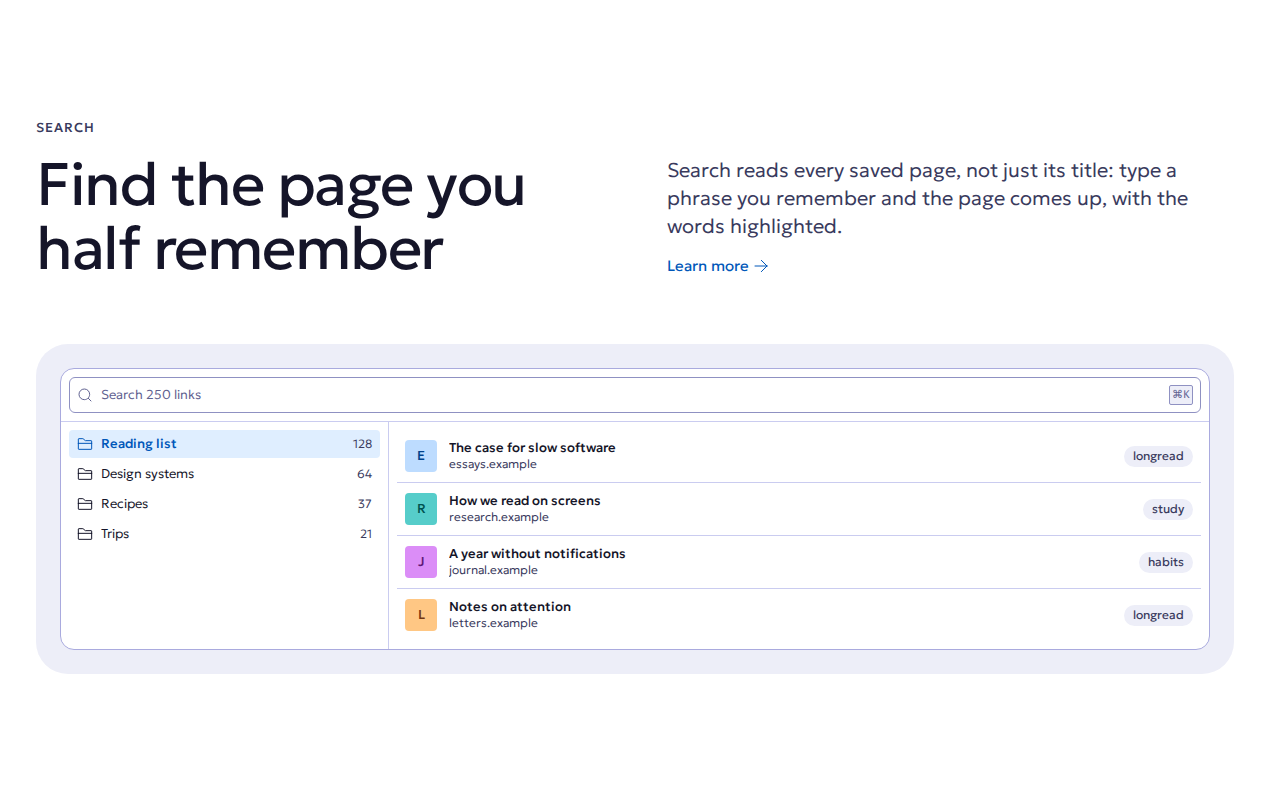 SEARCH
Find the page you
half remember
Search reads every saved page, not just its title: type a
phrase you remember and the page comes up, with the
words highlighted.
Learn more
Search 250 links
⌘K
Reading list 128
Design systems 64
Recipes 37
Trips 21
E
The case for slow software
essays.example
longread
R
How we read on screens
research.example
study
J
A year without notifications
journal.example
habits
L
Notes on attention
letters.example
longread